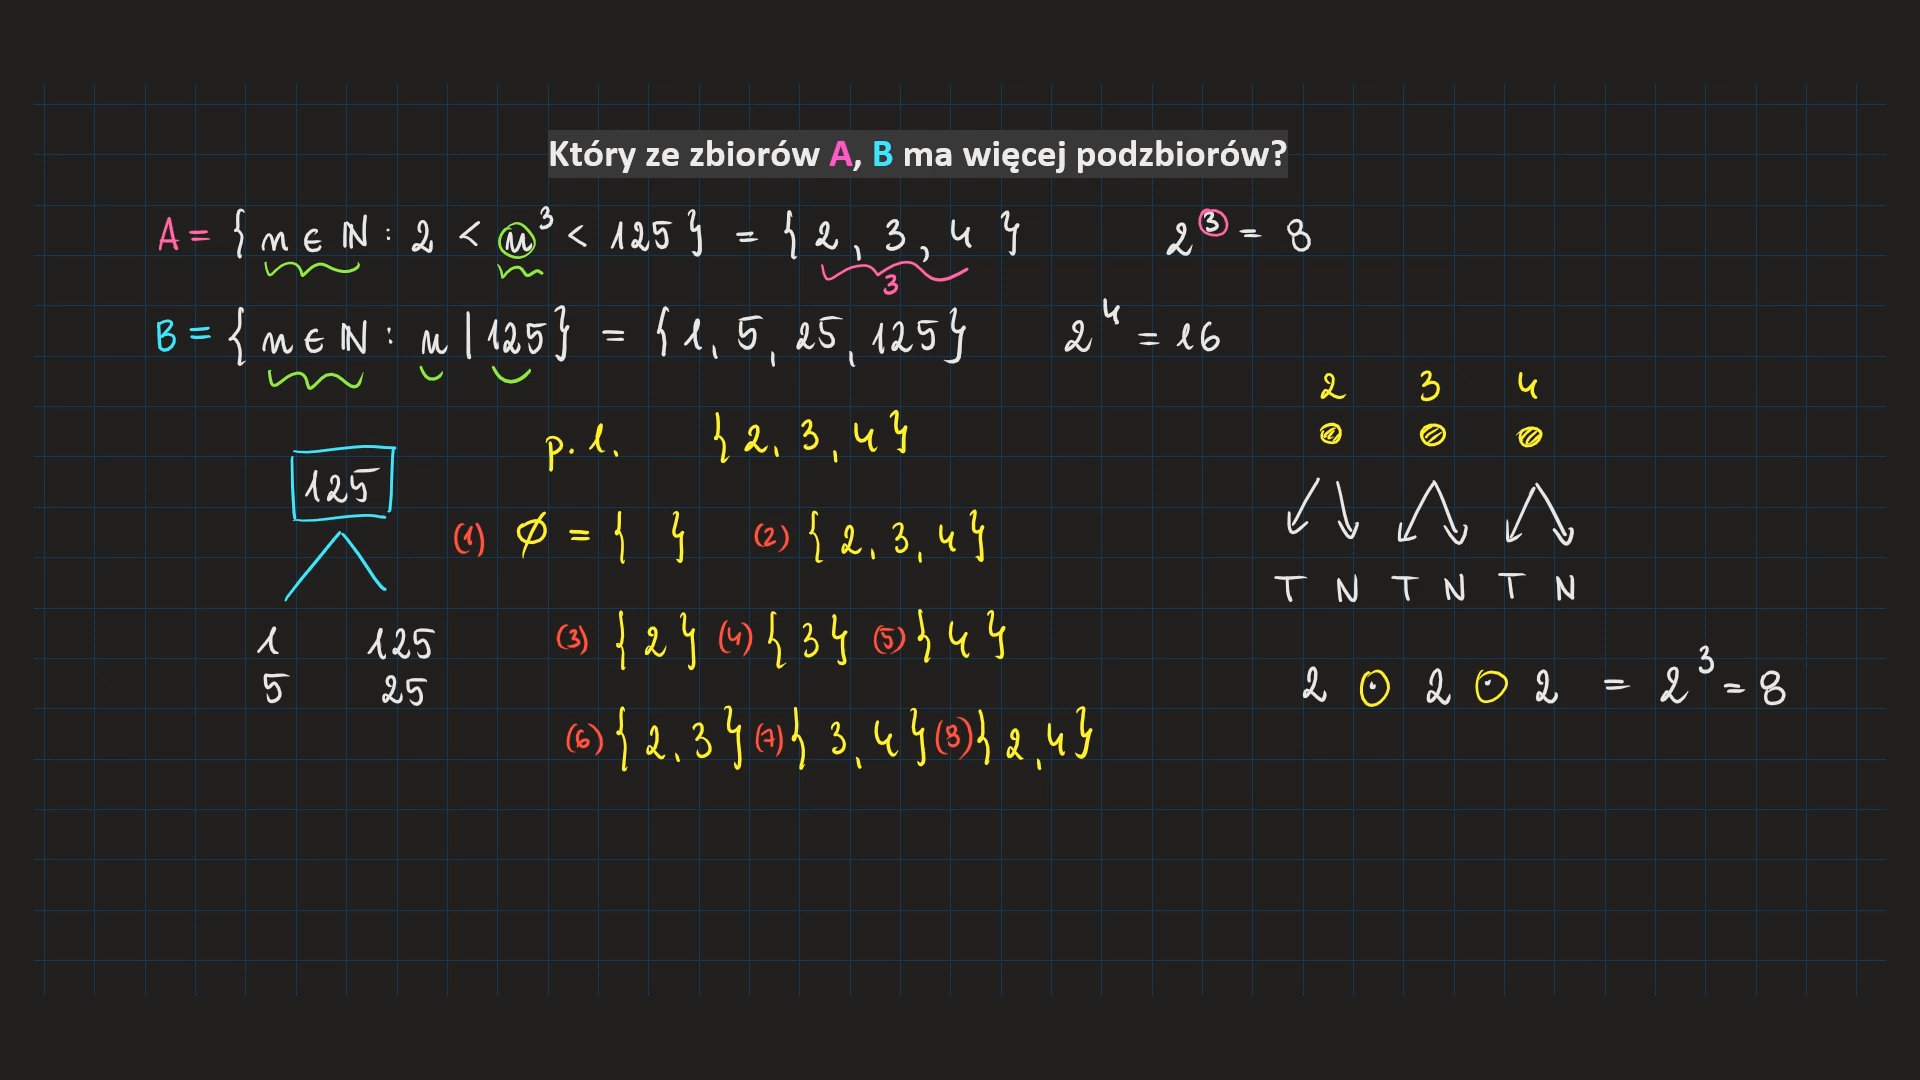 Który ze zbiorów A, B ma więcej podzbiorów?
A = { n ∈ ℕ : 2 < n³ < 125 } = { 2, 3, 4 } 2³ = 8
3
B = { n ∈ ℕ : n | 125 } = { 1, 5, 25, 125 } 2⁴ = 16
p. 1. { 2, 3, 4 }
125
(1) ∅ = { } (2) { 2, 3, 4 }
(3) { 2 } (4) { 3 } (5) { 4 }
(6) { 2, 3 } (7) { 3, 4 } (8) { 2, 4 }
1 125
5 25
2 3 4
T N T N T N
2 · 2 · 2 = 2³ = 8